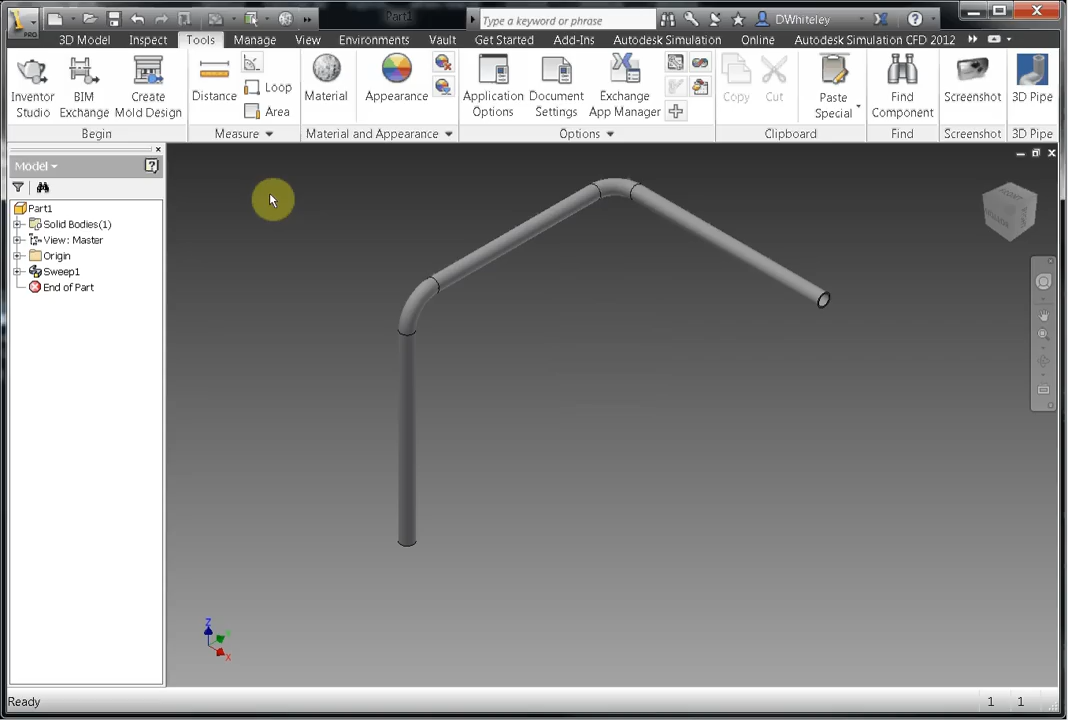 PRO
Part1
Type a keyword or phrase
DWhiteley
3D Model
Inspect
Tools
Manage
View
Environments
Vault
Get Started
Add-Ins
Autodesk Simulation
Online
Autodesk Simulation CFD 2012
Inventor
Studio
BIM
Exchange
Create
Mold Design
Distance
Loop
Area
Material
Appearance
Application
Options
Document
Settings
Exchange
App Manager
Copy
Cut
Paste
Special
Find
Component
Screenshot
3D Pipe
Begin
Measure
Material and Appearance
Options
Clipboard
Find
Screenshot
3D Pipe
Model
Part1
Solid Bodies(1)
View: Master
Origin
Sweep1
End of Part
Z
X
Ready
1
1